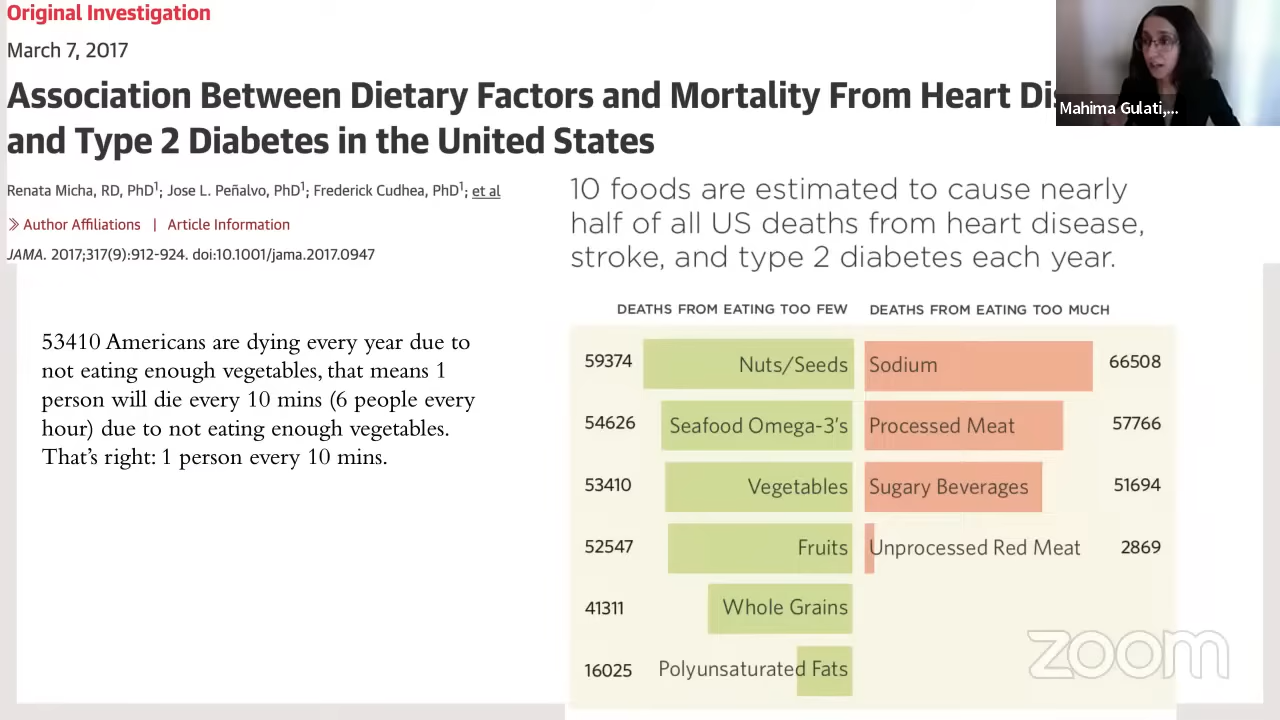 Original Investigation
March 7, 2017
Association Between Dietary Factors and Mortality From Heart Dis
and Type 2 Diabetes in the United States
Mahima Gulati,...
Renata Micha, RD, PhD1; Jose L. Peñalvo, PhD1; Frederick Cudhea, PhD1; et al
Author Affiliations | Article Information
JAMA. 2017;317(9):912-924. doi:10.1001/jama.2017.0947
53410 Americans are dying every year due to
not eating enough vegetables, that means 1
person will die every 10 mins (6 people every
hour) due to not eating enough vegetables.
That's right: 1 person every 10 mins.
10 foods are estimated to cause nearly
half of all US deaths from heart disease,
stroke, and type 2 diabetes each year.
DEATHS FROM EATING TOO FEW DEATHS FROM EATING TOO MUCH
59374 Nuts/Seeds Sodium 66508
54626 Seafood Omega-3's Processed Meat 57766
53410 Vegetables Sugary Beverages 51694
52547 Fruits Unprocessed Red Meat 2869
41311 Whole Grains
16025 Polyunsaturated Fats
zoom